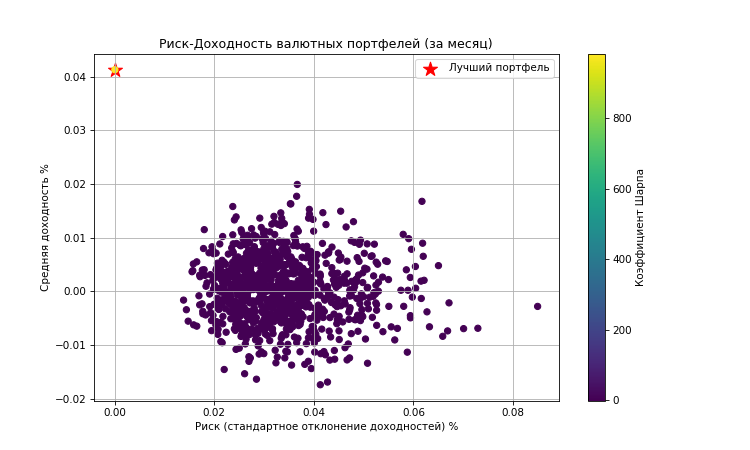 Риск-Доходность валютных портфелей (за месяц)
Лучший портфель
Средняя доходность %
0.04
0.03
0.02
0.01
0.00
−0.01
−0.02
0.00 0.02 0.04 0.06 0.08
Риск (стандартное отклонение доходностей) %
800
600
400
200
0
Коэффициент Шарпа